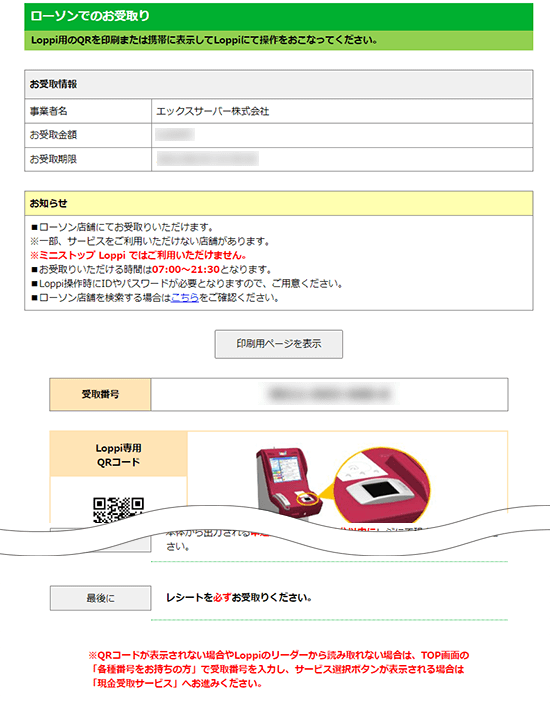 ローソンでのお受取り
Loppi用のQRを印刷または携帯に表示してLoppiにて操作をおこなってください。
お受取情報
事業者名 エックスサーバー株式会社
お受取金額
お受取期限
お知らせ
■ローソン店舗にてお受取りいただけます。
※一部、サービスをご利用いただけない店舗があります。
※ミニストップ Loppi ではご利用いただけません。
■お受取りいただける時間は07:00～21:30となります。
■Loppi操作時にIDやパスワードが必要となりますので、ご用意ください。
■ローソン店舗を検索する場合はこちらをご確認ください。
印刷用ページを表示
受取番号
Loppi専用
QRコード
本体から出力される
さい。
最後に レシートを必ずお受取りください。
※QRコードが表示されない場合やLoppiのリーダーから読み取れない場合は、TOP画面の
「各種番号をお持ちの方」で受取番号を入力し、サービス選択ボタンが表示される場合は
「現金受取サービス」へお進みください。